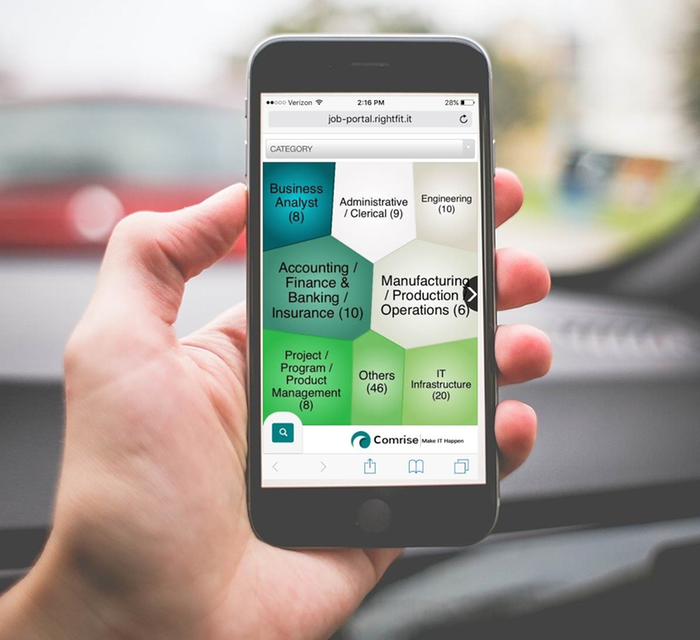 Verizon 2:16 PM 28%
job-portal.rightfit.it
CATEGORY
Business
Analyst
(8)
Administrative
/ Clerical (9)
Engineering
(10)
Accounting /
Finance &
Banking /
Insurance (10)
Manufacturing
/ Production
Operations (6)
Project /
Program /
Product
Management
(8)
Others
(46)
IT
Infrastructure
(20)
Comrise Make IT Happen